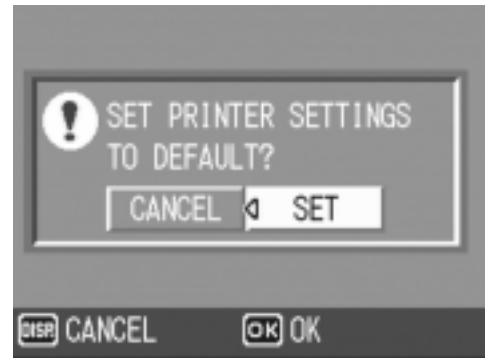 ! SET PRINTER SETTINGS
TO DEFAULT?
CANCEL SET
DISP. CANCEL OK OK